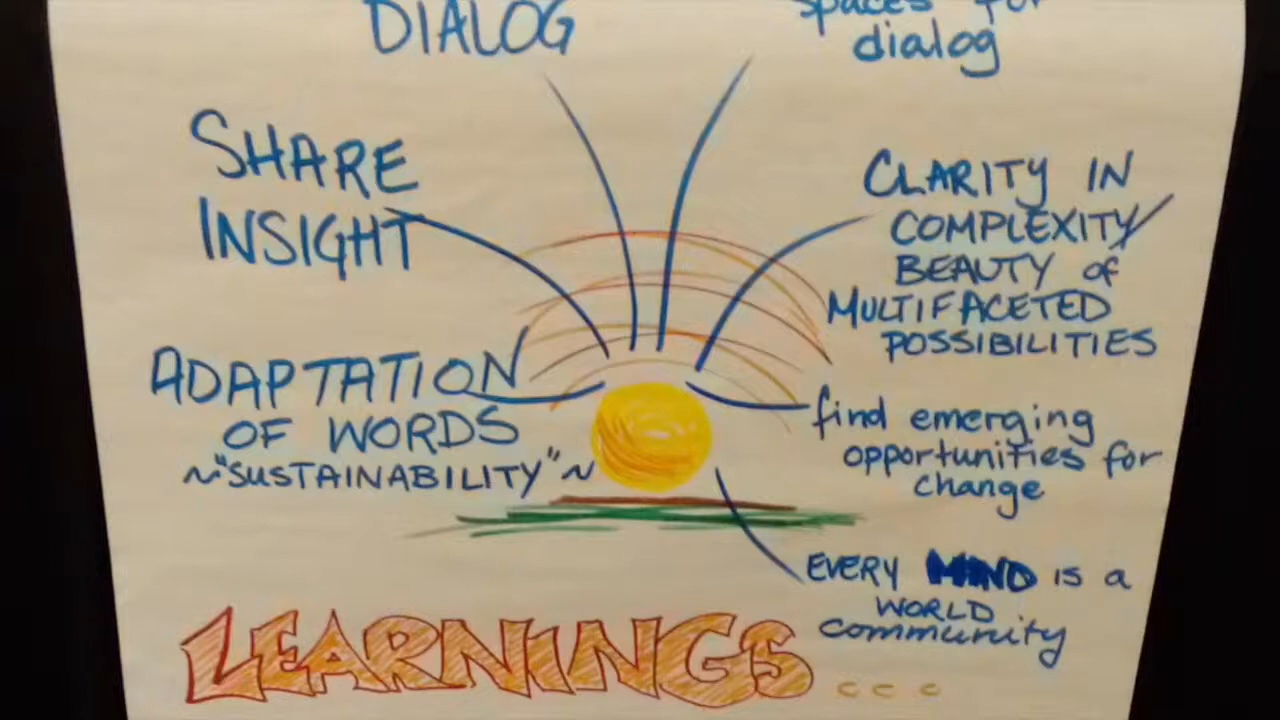 DIALOG
spaces for
dialog
SHARE
INSIGHT
CLARITY IN
COMPLEXITY/
BEAUTY of
MULTIFACETED
POSSIBILITIES
ADAPTATION
OF WORDS
~"SUSTAINABILITY"~
find emerging
opportunities for
change
EVERY MIND is a
WORLD
community
LEARNINGS...